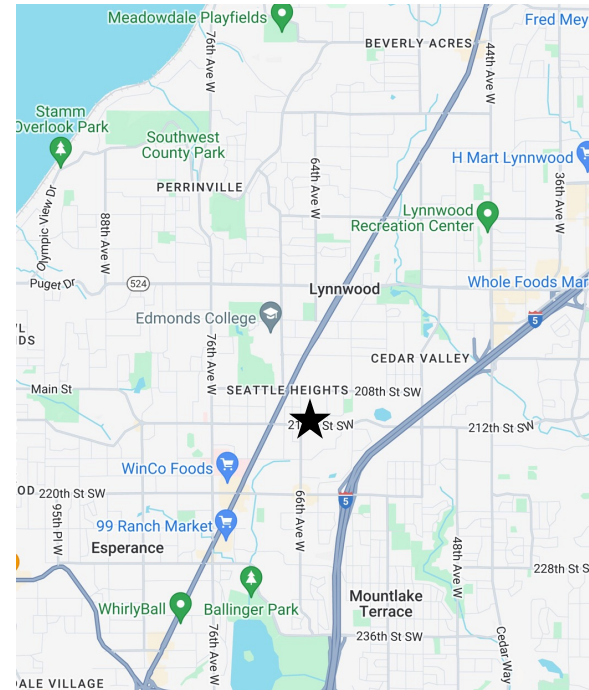 Meadowdale Playfields
Fred Mey
76th Ave W
BEVERLY ACRES
44th Ave W
Stamm
Overlook Park
Southwest
County Park
H Mart Lynnwood
PERRINVILLE
64th Ave W
36th Ave W
Olympic View Dr
88th Ave W
Lynnwood
Recreation Center
Puget Dr
524
Lynnwood
Whole Foods Mar
Edmonds College
5
76th Ave W
CEDAR VALLEY
DS
Main St
SEATTLE HEIGHTS
208th St SW
St SW
212th St SW
WinCo Foods
OD
220th St SW
5
95th Pl W
66th Ave W
99 Ranch Market
Esperance
48th Ave W
228th St S
WhirlyBall
Ballinger Park
Mountlake
Terrace
76th Ave W
236th St SW
Cedar Way
DALE VILLAGE